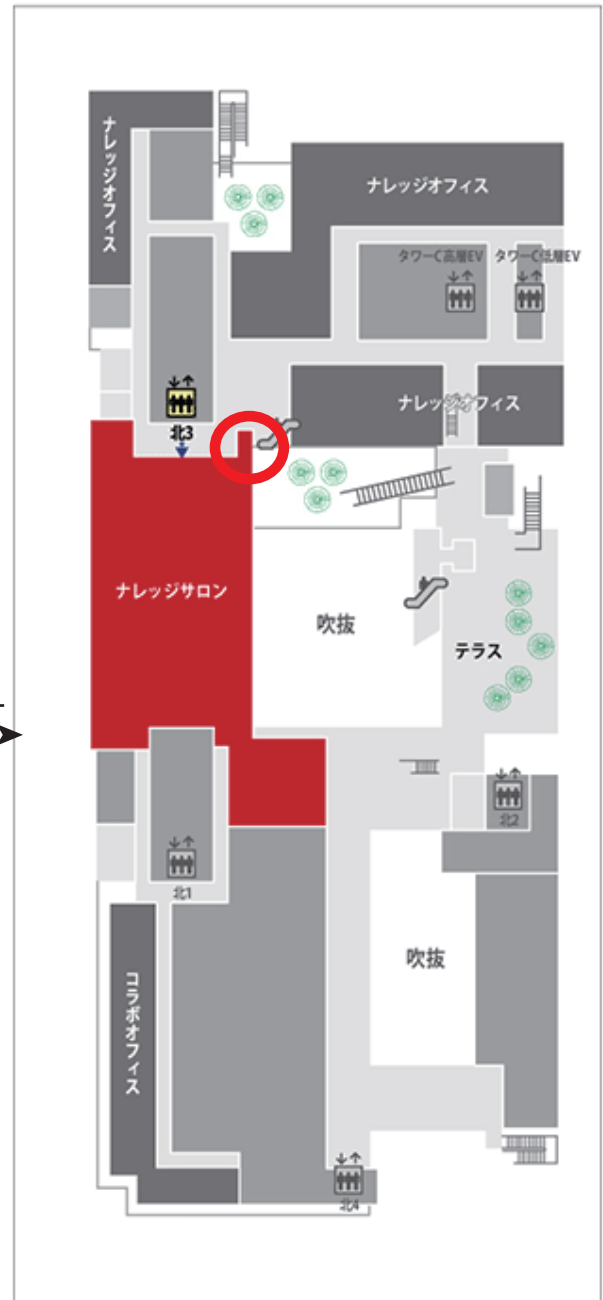 ナレッジオフィス
ナレッジオフィス
タワーC高層EV
タワーC低層EV
ナレッジオフィス
北3
ナレッジサロン
吹抜
テラス
北2
北1
吹抜
コラボオフィス
北4